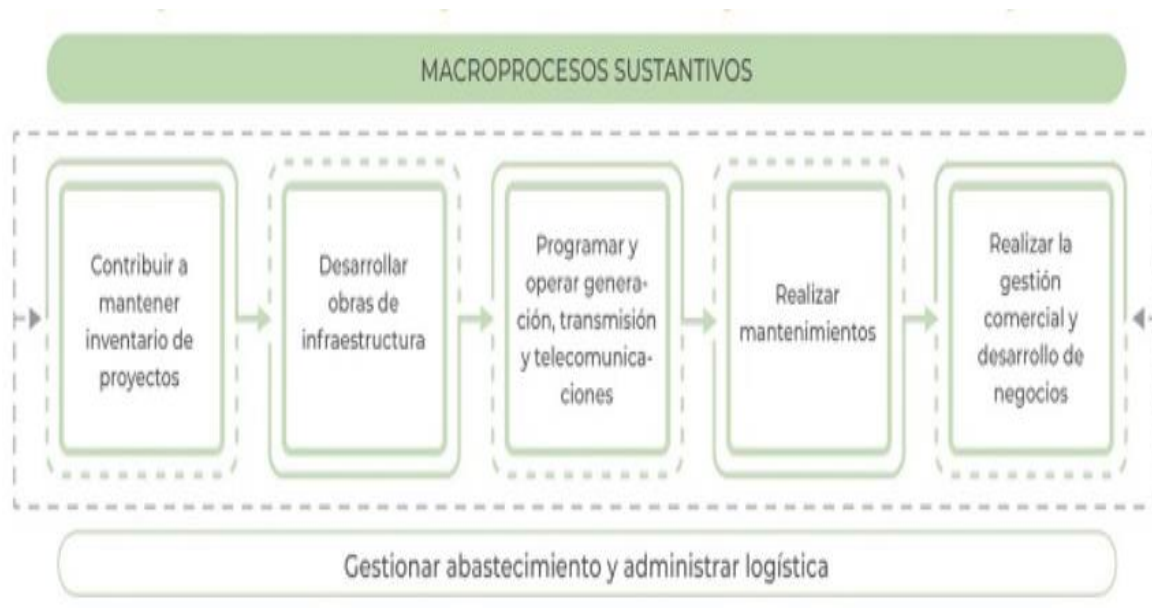 MACROPROCESOS SUSTANTIVOS
Contribuir a
mantener
inventario de
proyectos
Desarrollar
obras de
infraestructura
Programar y
operar genera-
ción, transmisión
y telecomunica-
ciones
Realizar
mantenimientos
Realizar la
gestión
comercial y
desarrollo de
negocios
Gestionar abastecimiento y administrar logística